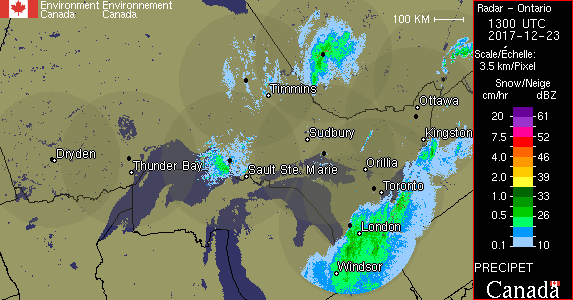 Environment Environnement
Canada Canada
100 KM
Radar - Ontario
1300 UTC
2017-12-23
Scale/Échelle:
3.5 km/Pixel
Snow/Neige
cm/hr dBZ
20 61
7.5 57
5.5 52
4.0 46
2.0 39
1.0 33
0.5 26
0.1 10
PRECIPET
Canada
Timmins
Ottawa
Sudbury
Kingston
Dryden
Thunder Bay
Sault Ste. Marie
Orillia
Toronto
London
Windsor